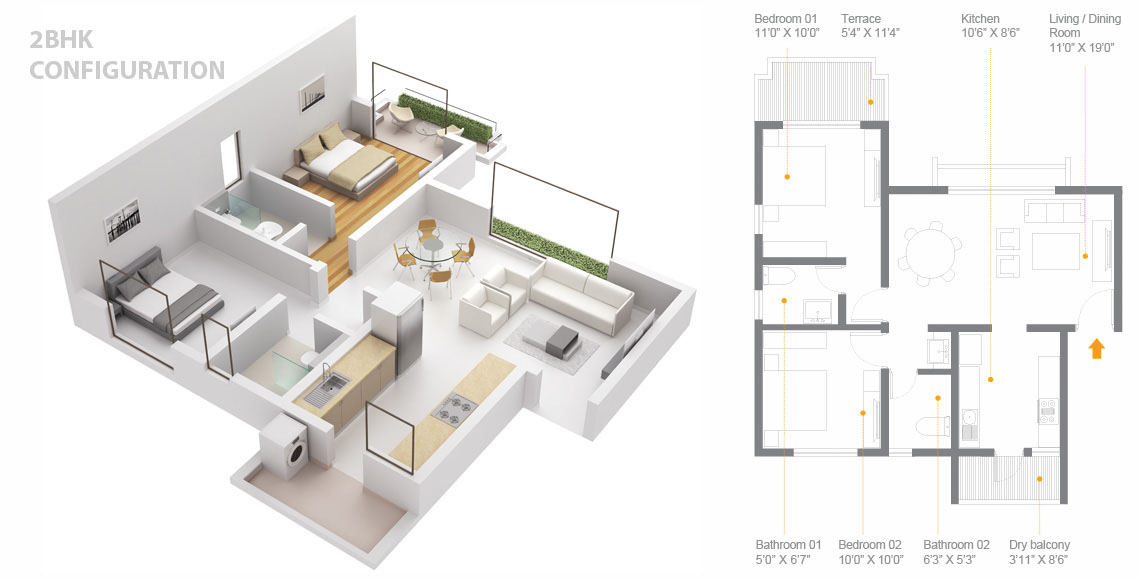 2BHK
CONFIGURATION
Bedroom 01
11'0" X 10'0"
Terrace
5'4" X 11'4"
Kitchen
10'6" X 8'6"
Living / Dining
Room
11'0" X 19'0"
Bathroom 01
5'0" X 6'7"
Bedroom 02
10'0" X 10'0"
Bathroom 02
6'3" X 5'3"
Dry balcony
3'11" X 8'6"